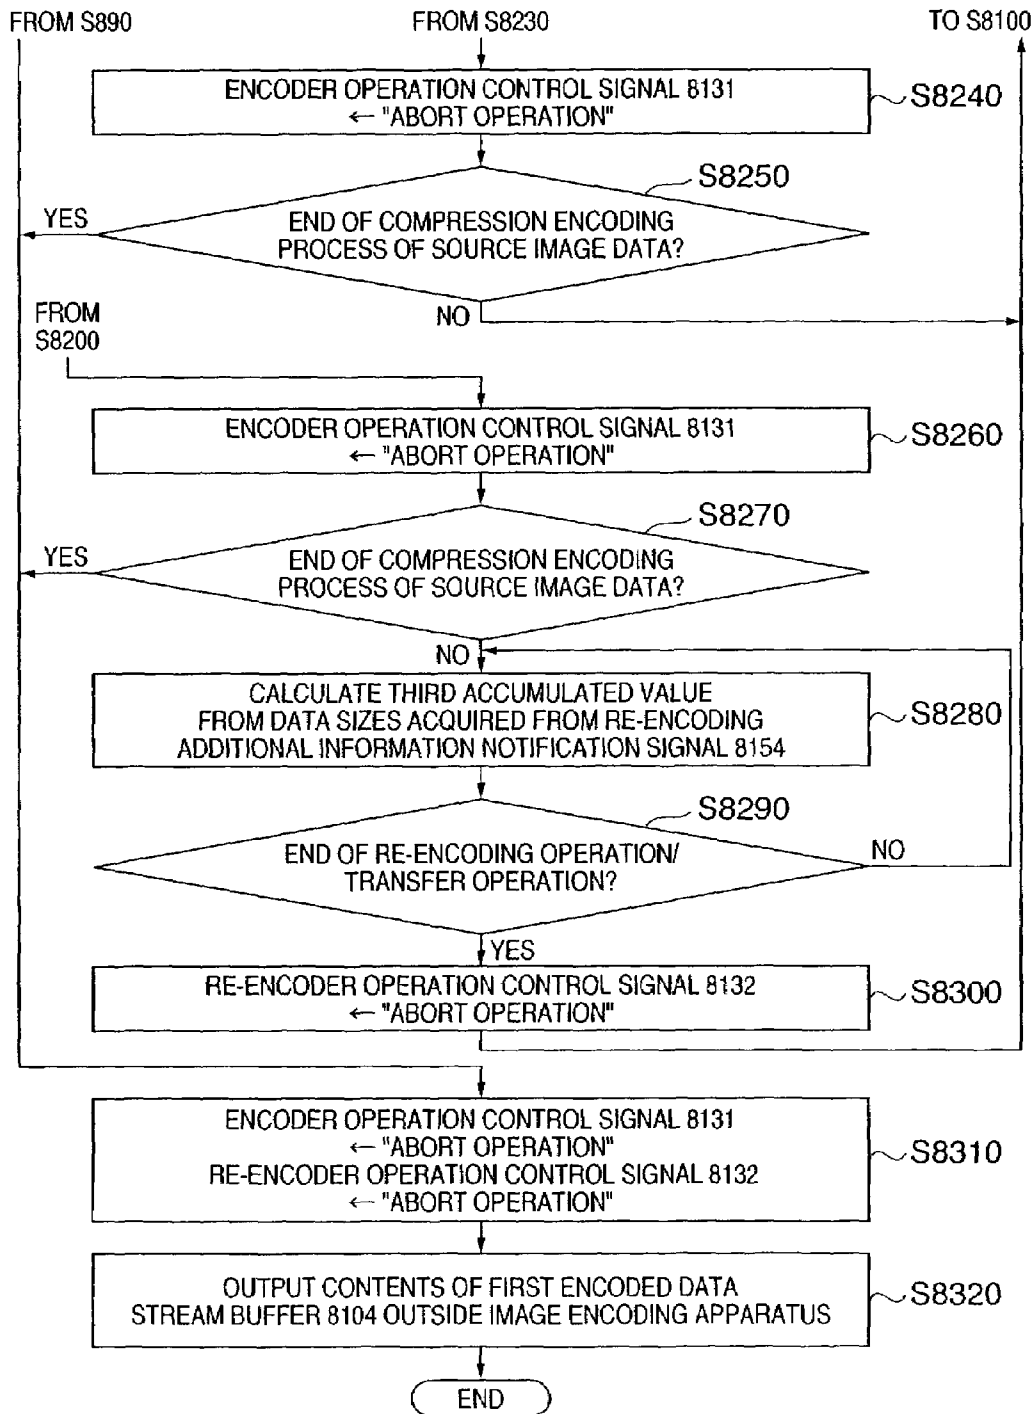 FROM S890
FROM S8230
TO S8100
ENCODER OPERATION CONTROL SIGNAL 8131
← "ABORT OPERATION"
S8240
S8250
YES
END OF COMPRESSION ENCODING
PROCESS OF SOURCE IMAGE DATA?
NO
FROM
S8200
ENCODER OPERATION CONTROL SIGNAL 8131
← "ABORT OPERATION"
S8260
S8270
YES
END OF COMPRESSION ENCODING
PROCESS OF SOURCE IMAGE DATA?
NO
CALCULATE THIRD ACCUMULATED VALUE
FROM DATA SIZES ACQUIRED FROM RE-ENCODING
ADDITIONAL INFORMATION NOTIFICATION SIGNAL 8154
S8280
S8290
END OF RE-ENCODING OPERATION/
TRANSFER OPERATION?
NO
YES
RE-ENCODER OPERATION CONTROL SIGNAL 8132
← "ABORT OPERATION"
S8300
ENCODER OPERATION CONTROL SIGNAL 8131
← "ABORT OPERATION"
RE-ENCODER OPERATION CONTROL SIGNAL 8132
← "ABORT OPERATION"
S8310
OUTPUT CONTENTS OF FIRST ENCODED DATA
STREAM BUFFER 8104 OUTSIDE IMAGE ENCODING APPARATUS
S8320
END